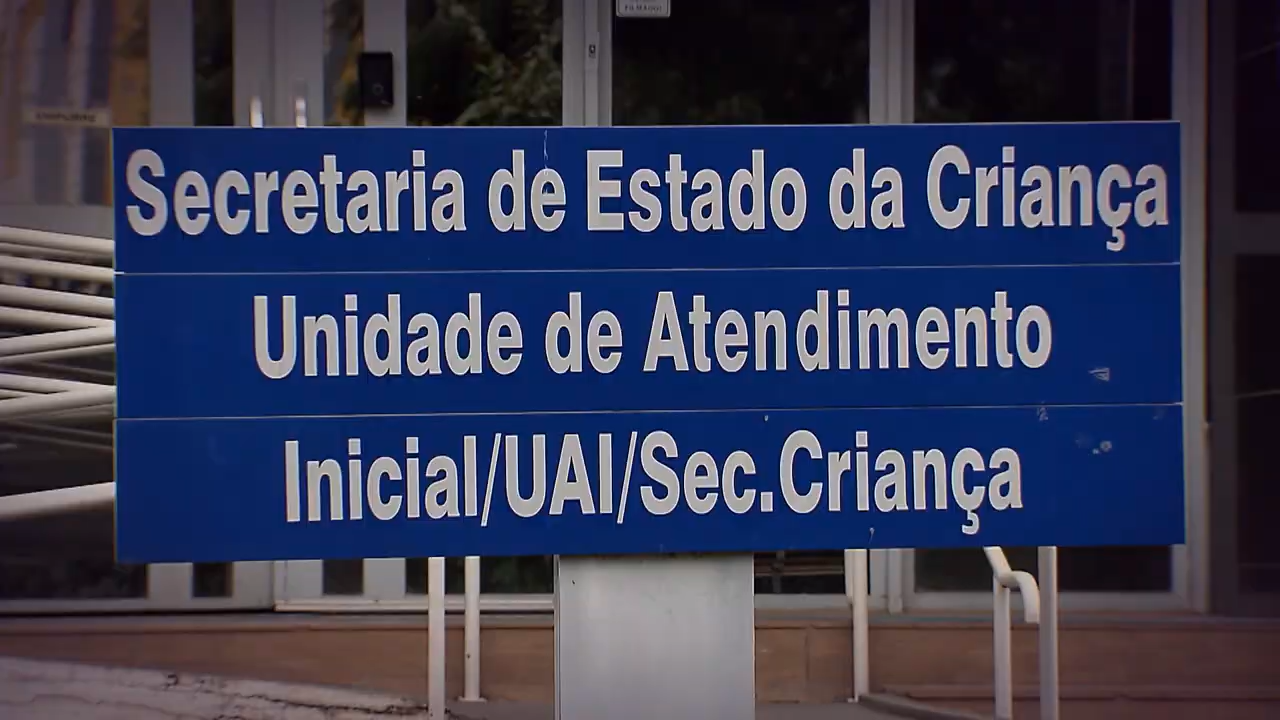 Secretaria de Estado da Criança
Unidade de Atendimento
Inicial/UAI/Sec.Criança